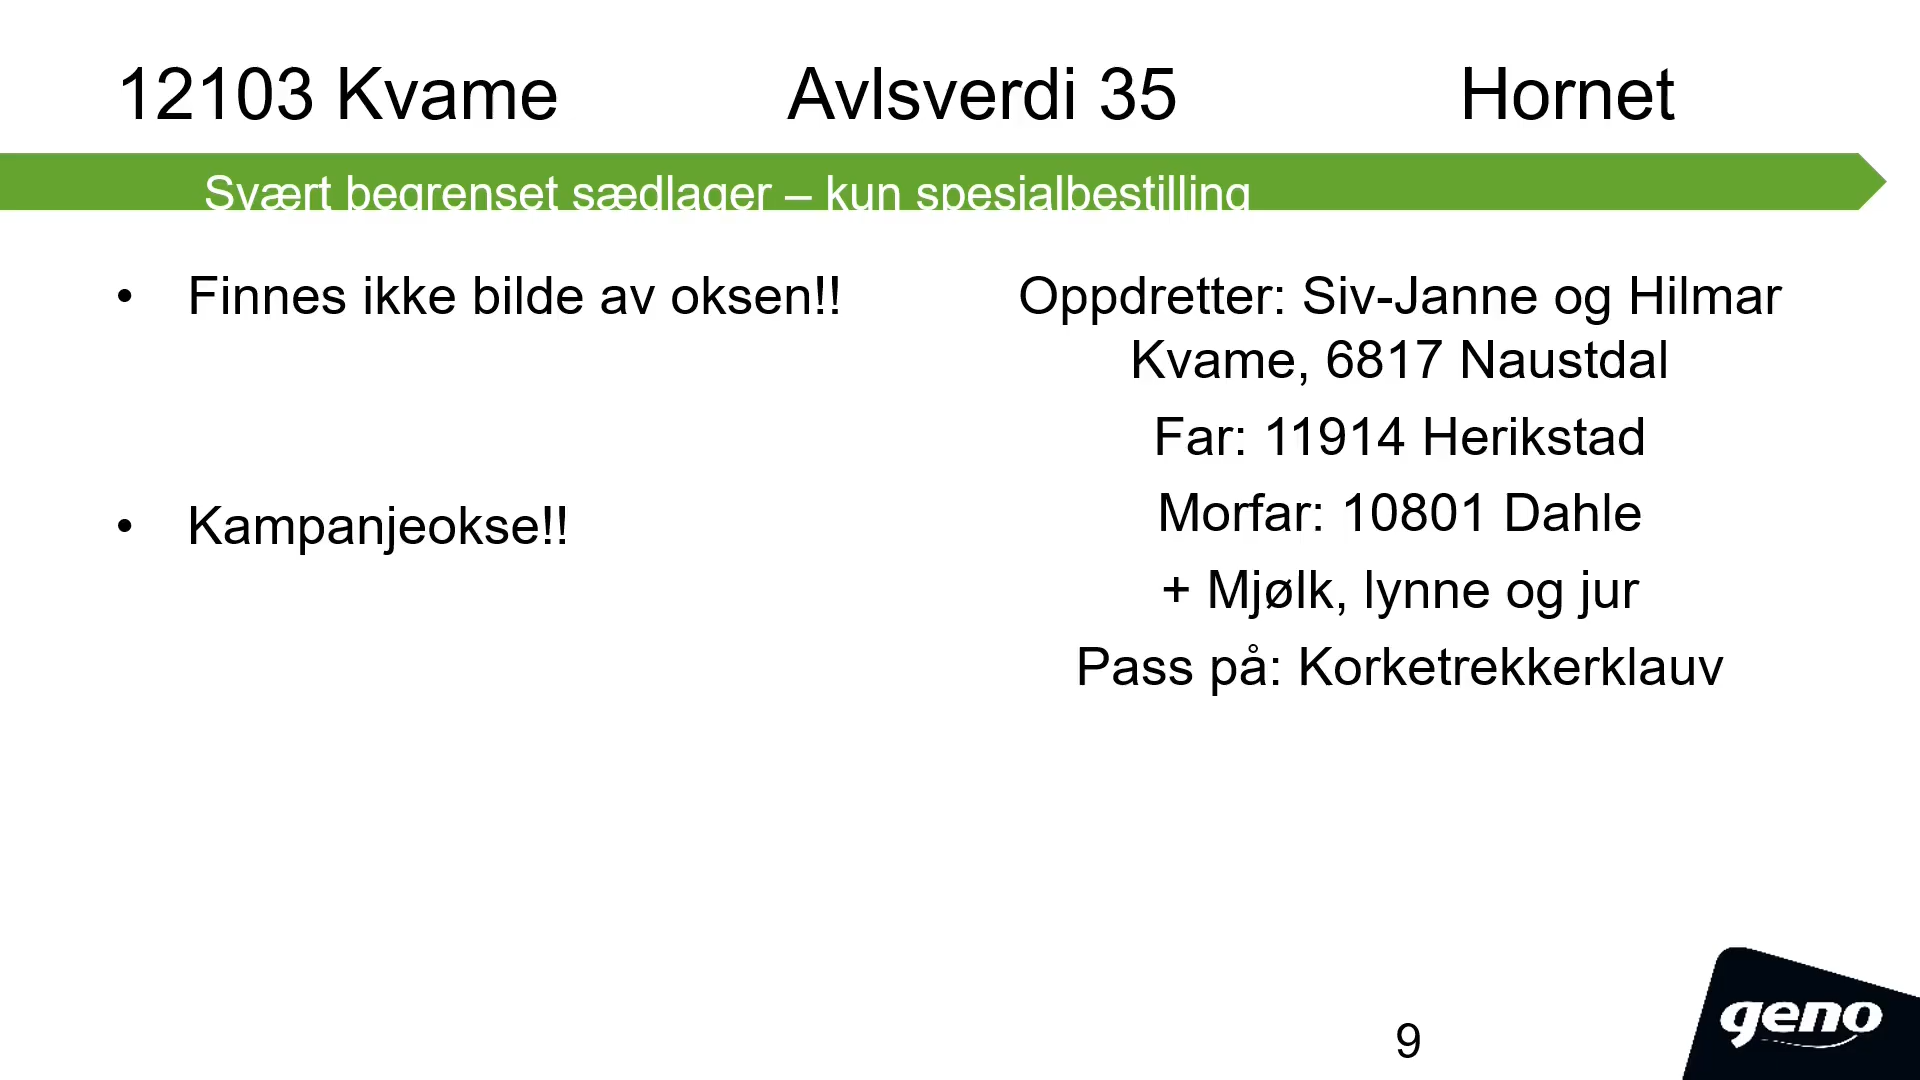 12103 Kvame Avlsverdi 35 Hornet
Svært begrenset sædlager – kun spesialbestilling
• Finnes ikke bilde av oksen!!
• Kampanjeokse!!
Oppdretter: Siv-Janne og Hilmar
Kvame, 6817 Naustdal
Far: 11914 Herikstad
Morfar: 10801 Dahle
+ Mjølk, lynne og jur
Pass på: Korketrekkerklauv
9
geno